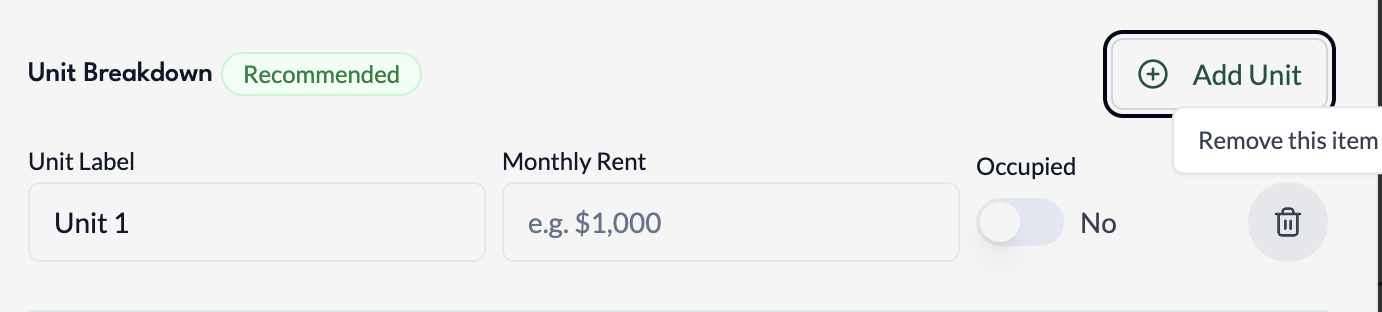 Unit Breakdown Recommended
Add Unit
Remove this item
Unit Label
Monthly Rent
Occupied
Unit 1
e.g. $1,000
No